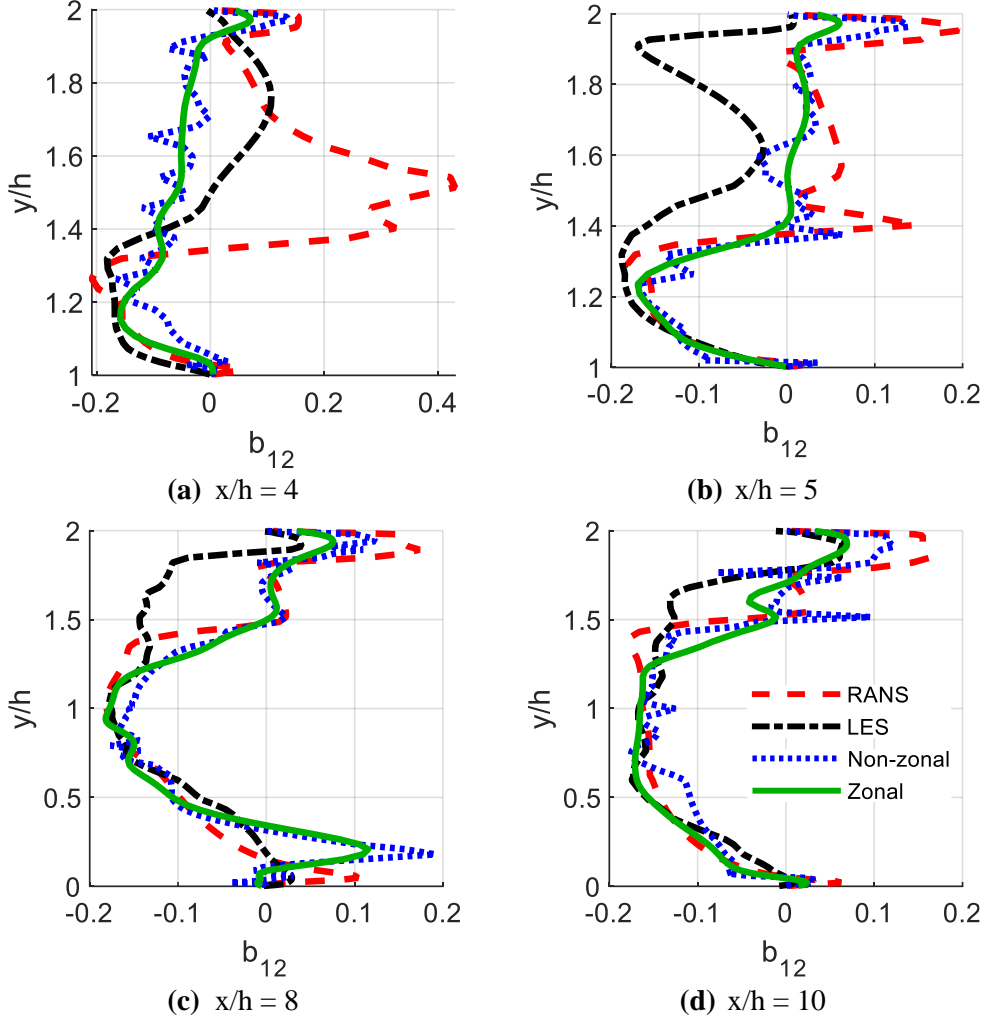 2
1.8
1.6
1.4
1.2
1
y/h
-0.2 0 0.2 0.4
b12
(a) x/h = 4
2
1.8
1.6
1.4
1.2
1
y/h
-0.2 -0.1 0 0.1 0.2
b12
(b) x/h = 5
2
1.5
1
0.5
0
y/h
-0.2 -0.1 0 0.1 0.2
b12
(c) x/h = 8
2
1.5
1
0.5
0
y/h
RANS
LES
Non-zonal
Zonal
-0.2 -0.1 0 0.1 0.2
b12
(d) x/h = 10